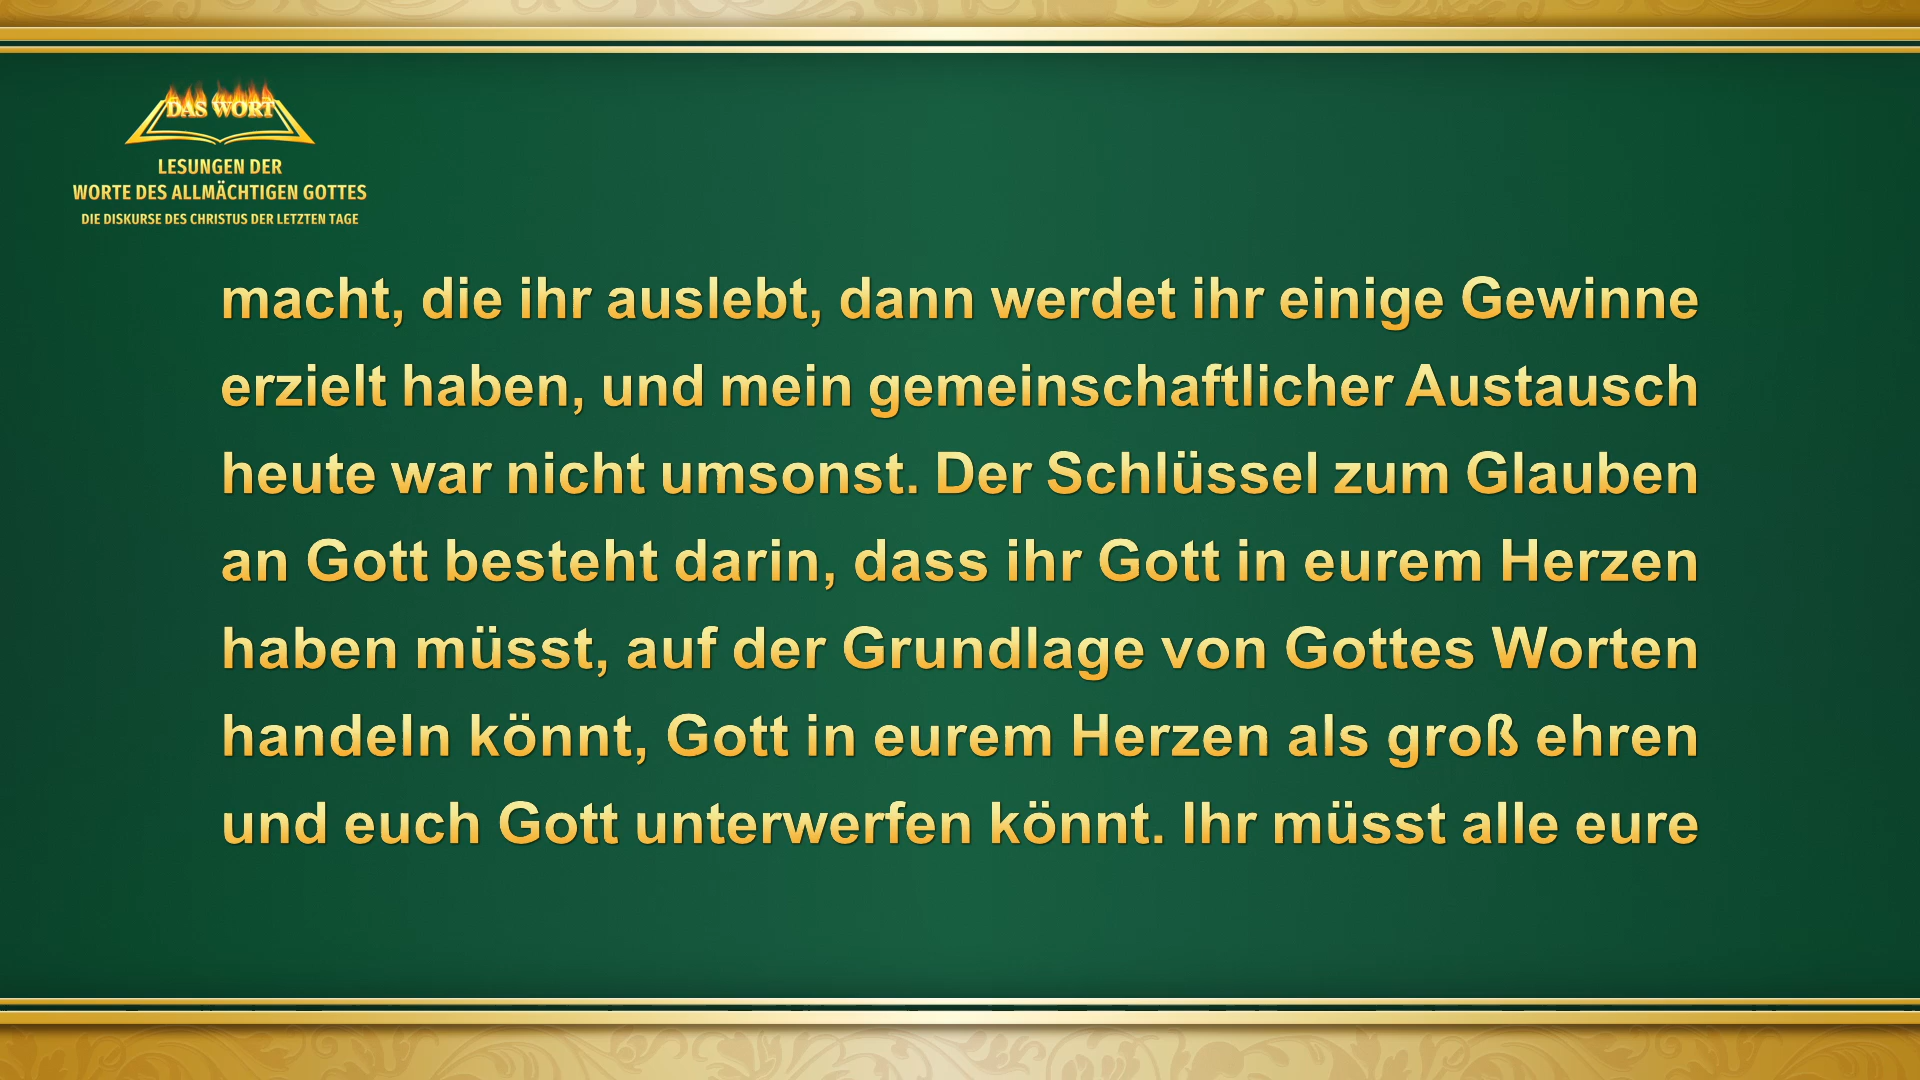 DAS WORT
LESUNGEN DER
WORTE DES ALLMÄCHTIGEN GOTTES
DIE DISKURSE DES CHRISTUS DER LETZTEN TAGE
macht, die ihr auslebt, dann werdet ihr einige Gewinne
erzielt haben, und mein gemeinschaftlicher Austausch
heute war nicht umsonst. Der Schlüssel zum Glauben
an Gott besteht darin, dass ihr Gott in eurem Herzen
haben müsst, auf der Grundlage von Gottes Worten
handeln könnt, Gott in eurem Herzen als groß ehren
und euch Gott unterwerfen könnt. Ihr müsst alle eure